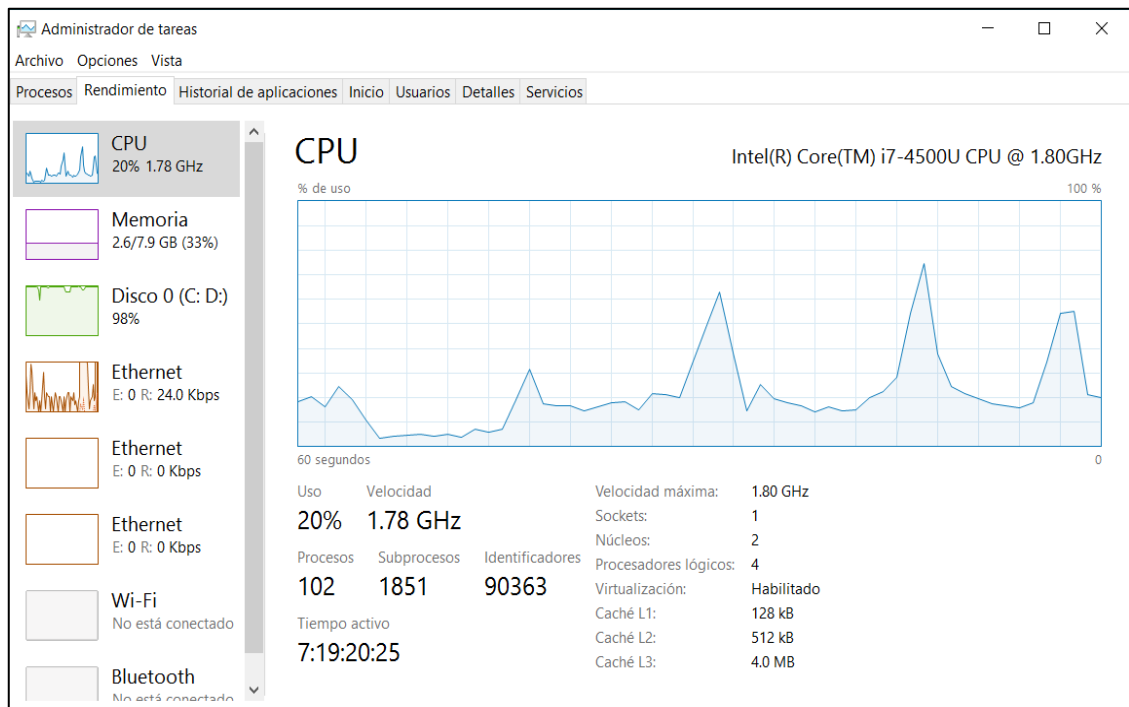 Administrador de tareas
Archivo Opciones Vista
Procesos Rendimiento Historial de aplicaciones Inicio Usuarios Detalles Servicios
CPU
20% 1.78 GHz
Memoria
2.6/7.9 GB (33%)
Disco 0 (C: D:)
98%
Ethernet
E: 0 R: 24.0 Kbps
Ethernet
E: 0 R: 0 Kbps
Ethernet
E: 0 R: 0 Kbps
Wi-Fi
No está conectado
Bluetooth
No está conectado
CPU
Intel(R) Core(TM) i7-4500U CPU @ 1.80GHz
% de uso 100 %
60 segundos 0
Uso Velocidad
20% 1.78 GHz
Procesos Subprocesos Identificadores
102 1851 90363
Tiempo activo
7:19:20:25
Velocidad máxima: 1.80 GHz
Sockets: 1
Núcleos: 2
Procesadores lógicos: 4
Virtualización: Habilitado
Caché L1: 128 kB
Caché L2: 512 kB
Caché L3: 4.0 MB